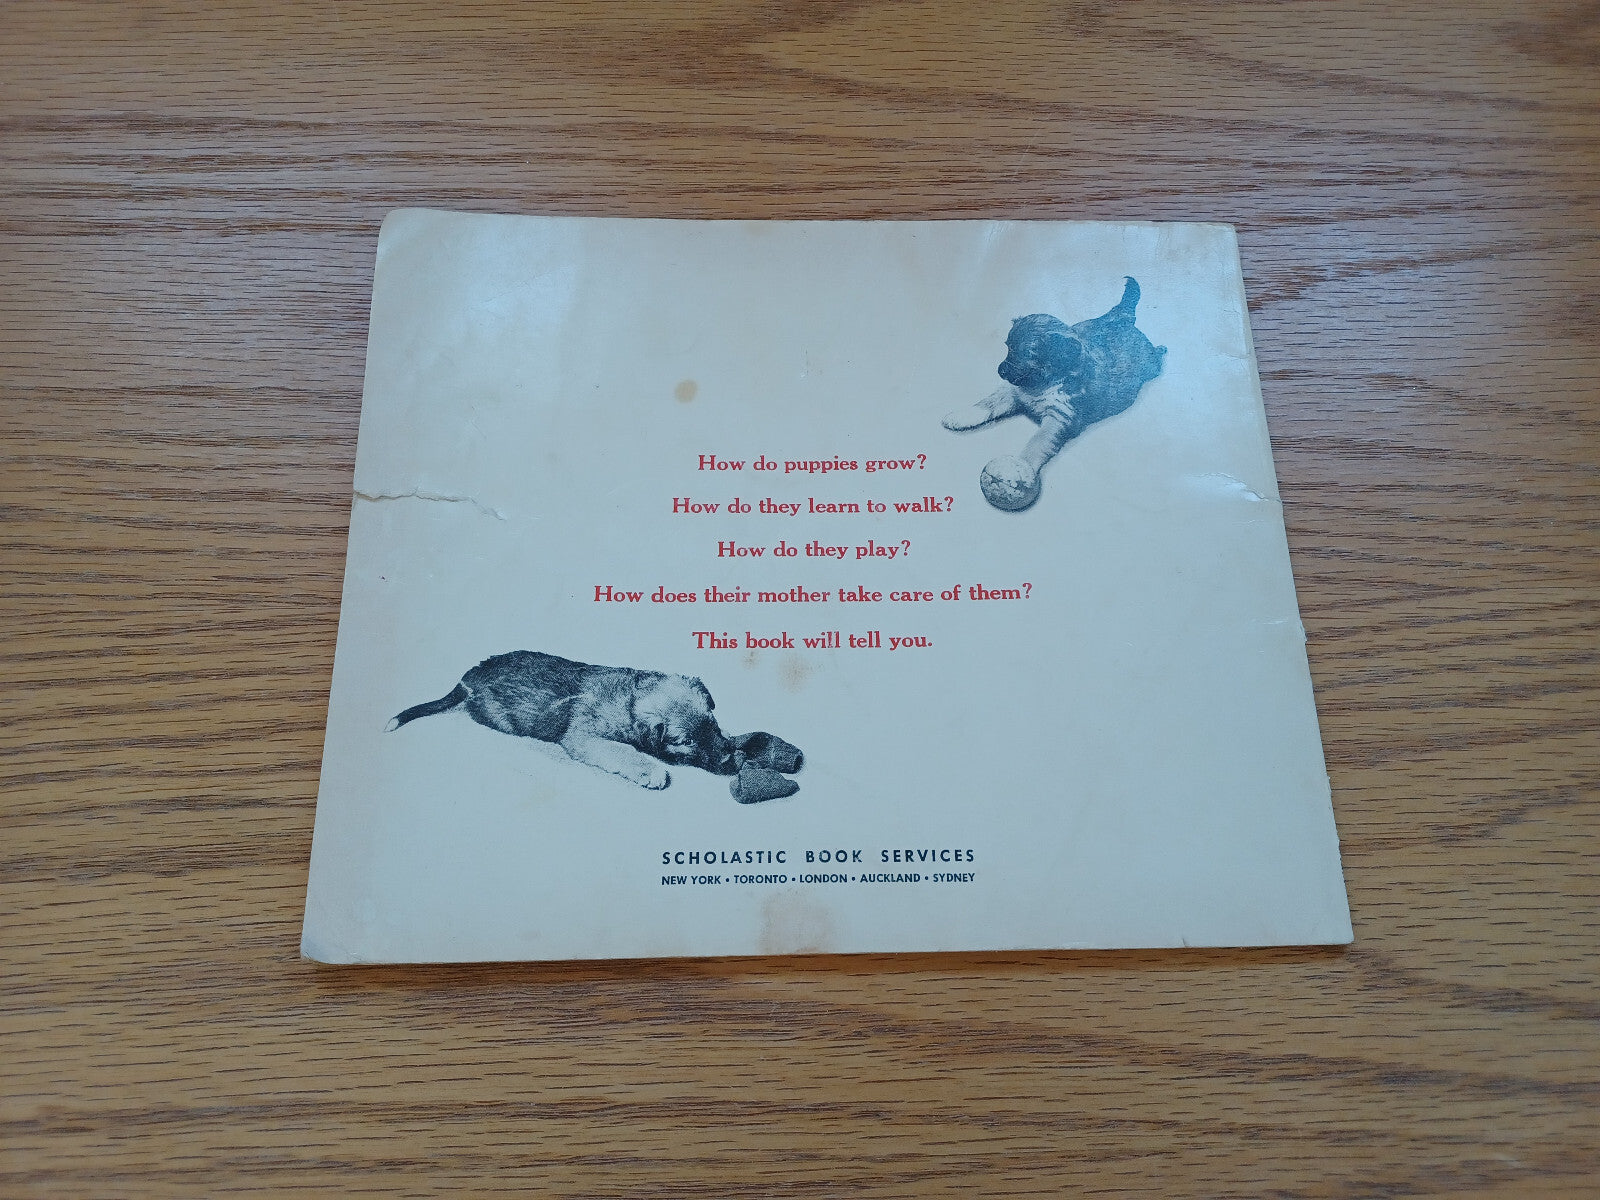 How do puppies grow?
How do they learn to walk?
How do they play?
How does their mother take care of them?
This book will tell you.
SCHOLASTIC BOOK SERVICES
NEW YORK • TORONTO • LONDON • AUCKLAND • SYDNEY